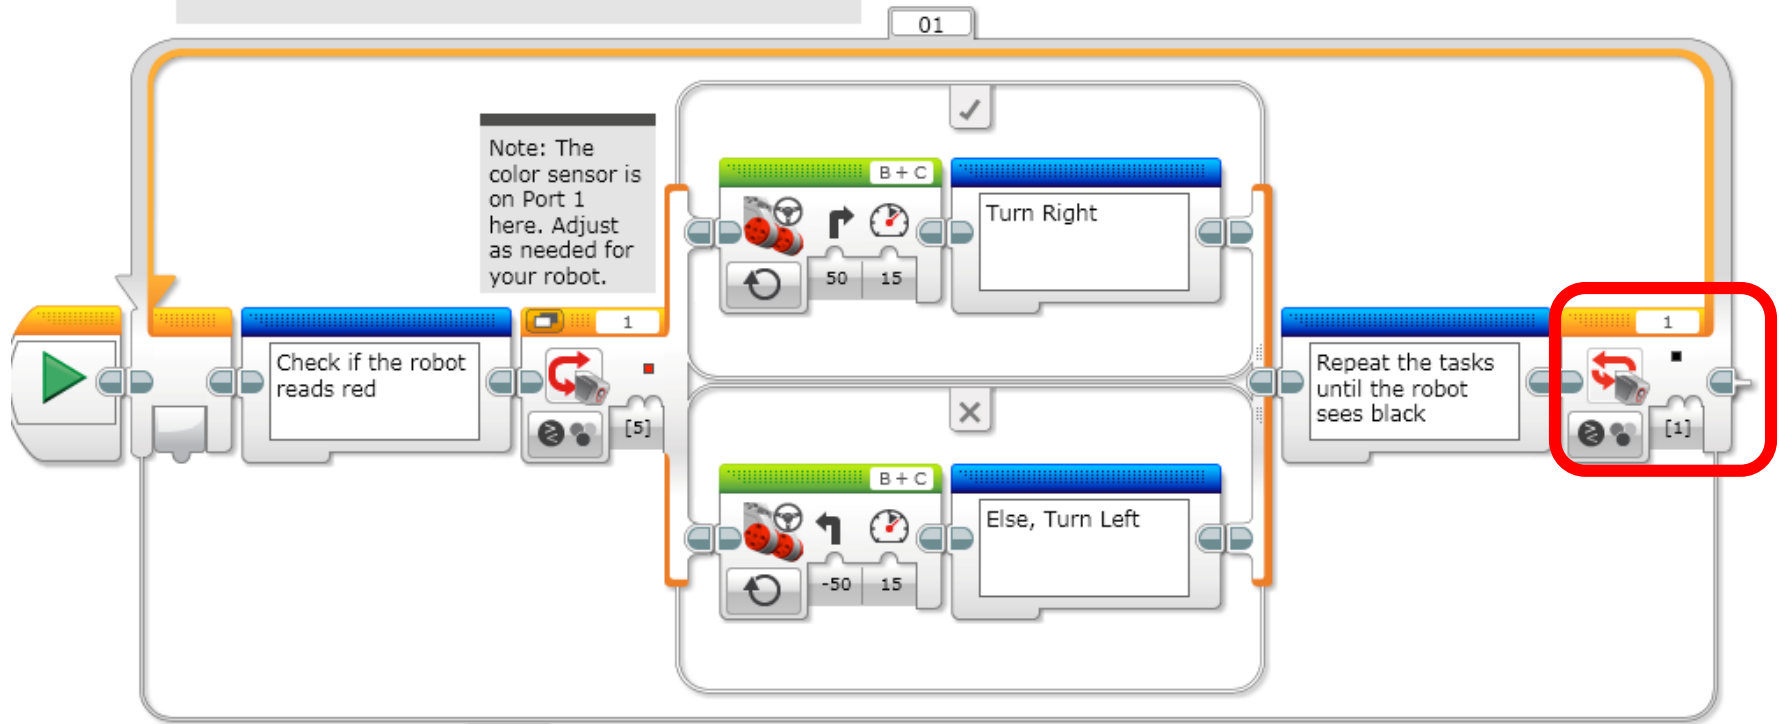 01
Note: The
color sensor is
on Port 1
here. Adjust
as needed for
your robot.
B + C
Turn Right
50 15
Check if the robot
reads red
1
[5]
Repeat the tasks
until the robot
sees black
1
[1]
B + C
Else, Turn Left
-50 15